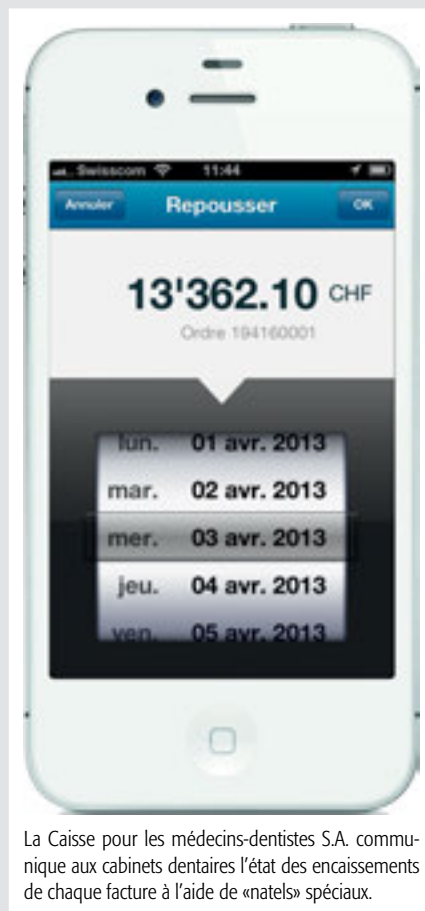 Swisscom 11:44
Annuler Repousser OK
13'362.10 CHF
Ordre 194160001
lun. 01 avr. 2013
mar. 02 avr. 2013
mer. 03 avr. 2013
jeu. 04 avr. 2013
ven. 05 avr. 2013
La Caisse pour les médecins-dentistes S.A. commu-
nique aux cabinets dentaires l’état des encaissements
de chaque facture à l’aide de «natels» spéciaux.